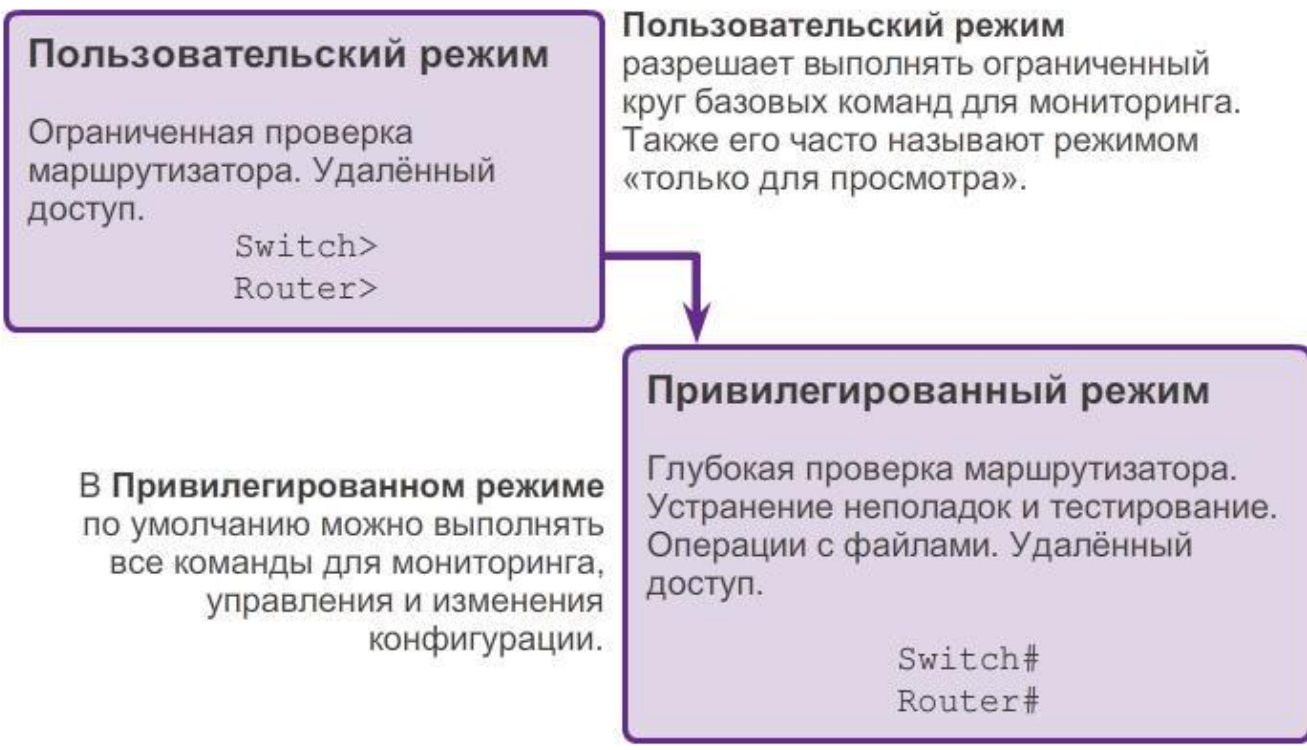 Пользовательский режим
Ограниченная проверка
маршрутизатора. Удалённый
доступ.
Switch>
Router>
Пользовательский режим
разрешает выполнять ограниченный
круг базовых команд для мониторинга.
Также его часто называют режимом
«только для просмотра».
В Привилегированном режиме
по умолчанию можно выполнять
все команды для мониторинга,
управления и изменения
конфигурации.
Привилегированный режим
Глубокая проверка маршрутизатора.
Устранение неполадок и тестирование.
Операции с файлами. Удалённый
доступ.
Switch#
Router#